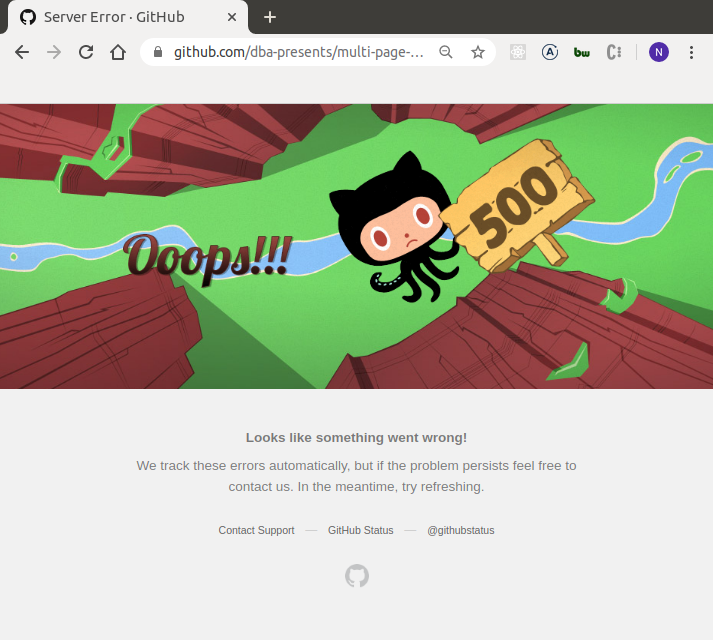 Server Error · GitHub
github.com/dba-presents/multi-page-...
A
bw
C
N
500
Ooops!!!
Looks like something went wrong!
We track these errors automatically, but if the problem persists feel free to
contact us. In the meantime, try refreshing.
Contact Support — GitHub Status — @githubstatus